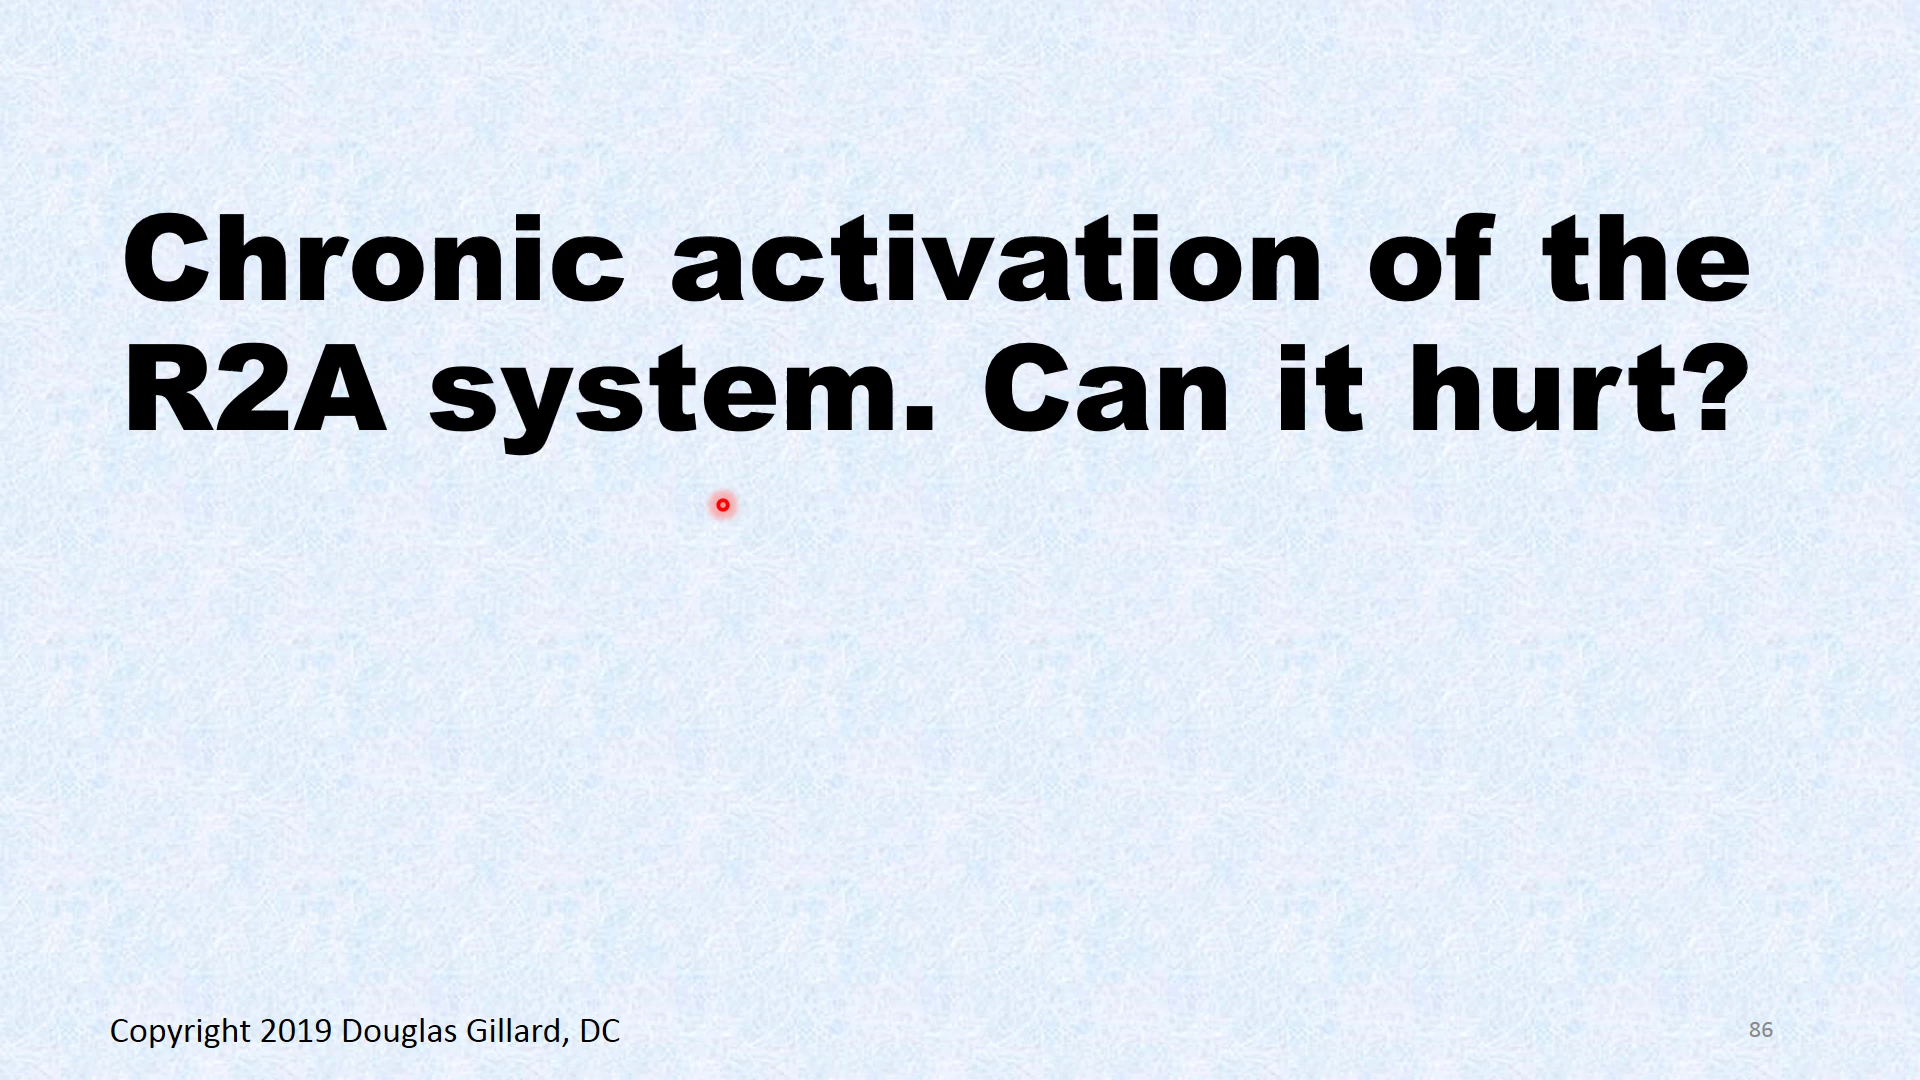 Chronic activation of the
R2A system. Can it hurt?
Copyright 2019 Douglas Gillard, DC
86